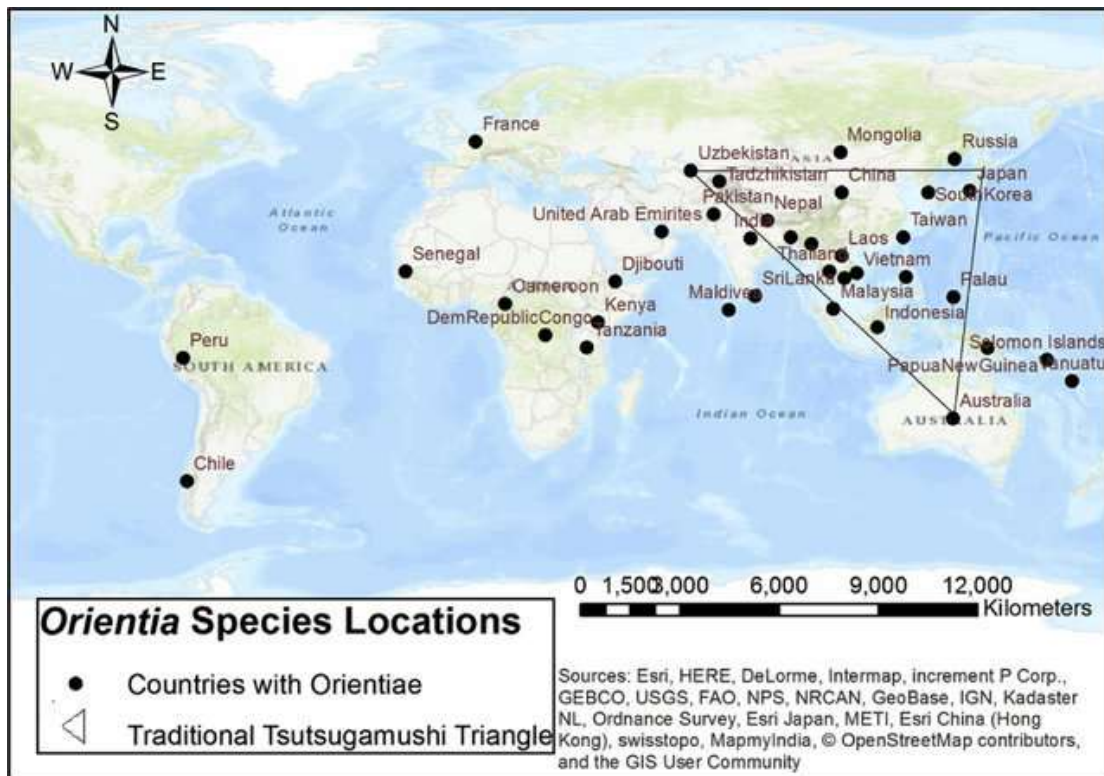 N
W E
S
France
Mongolia
Russia
Uzbekistan
ASIA
Tadzhikistan
China
Japan
Pakistan
SouthKorea
Nepal
Atlantic
Ocean
United Arab Emirites
India
Taiwan
Pacific Ocean
Laos
Thailand
Senegal
Djibouti
Vietnam
SriLanka
Palau
Cameroon
Maldives
Malaysia
Kenya
Indonesia
DemRepublicCongo
Tanzania
Peru
SOUTH AMERICA
Solomon Islands
PapuaNewGuinea
Vanuatu
Indian Ocean
Australia
AUSTRALIA
Chile
0 1,500 3,000 6,000 9,000 12,000
Kilometers
Orientia Species Locations
Countries with Orientiae
Traditional Tsutsugamushi Triangle
Sources: Esri, HERE, DeLorme, Intermap, increment P Corp.,
GEBCO, USGS, FAO, NPS, NRCAN, GeoBase, IGN, Kadaster
NL, Ordnance Survey, Esri Japan, METI, Esri China (Hong
Kong), swisstopo, MapmyIndia, © OpenStreetMap contributors,
and the GIS User Community